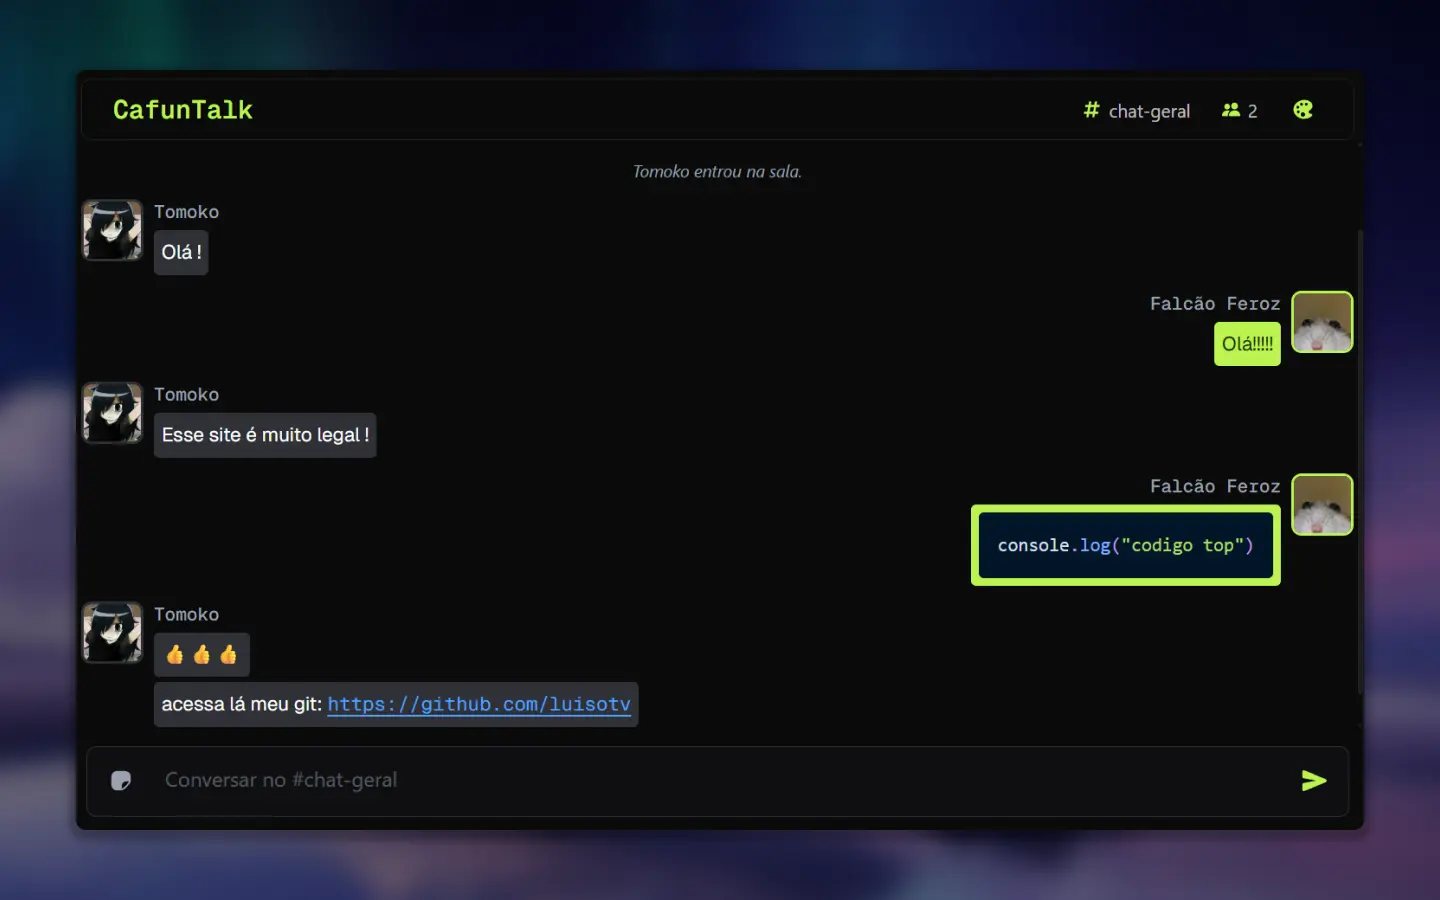 CafunTalk
# chat-geral 2
Tomoko entrou na sala.
Tomoko
Olá !
Falcão Feroz
Olá!!!!!
Tomoko
Esse site é muito legal !
Falcão Feroz
console.log("codigo top")
Tomoko
👍 👍 👍
acessa lá meu git: https://github.com/luisotv
Conversar no #chat-geral